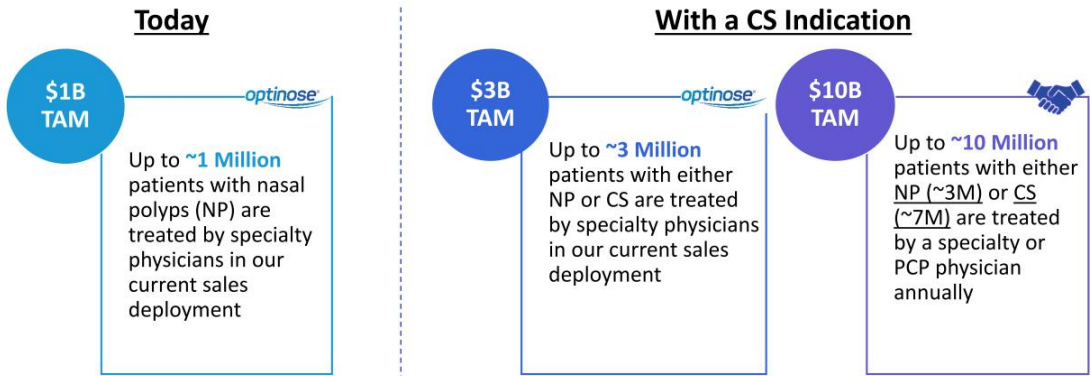 Today
With a CS Indication
$1B
TAM
optinose®
Up to ~1 Million
patients with nasal
polyps (NP) are
treated by specialty
physicians in our
current sales
deployment
$3B
TAM
optinose®
Up to ~3 Million
patients with either
NP or CS are treated
by specialty physicians
in our current sales
deployment
$10B
TAM
Up to ~10 Million
patients with either
NP (~3M) or CS
(~7M) are treated
by a specialty or
PCP physician
annually